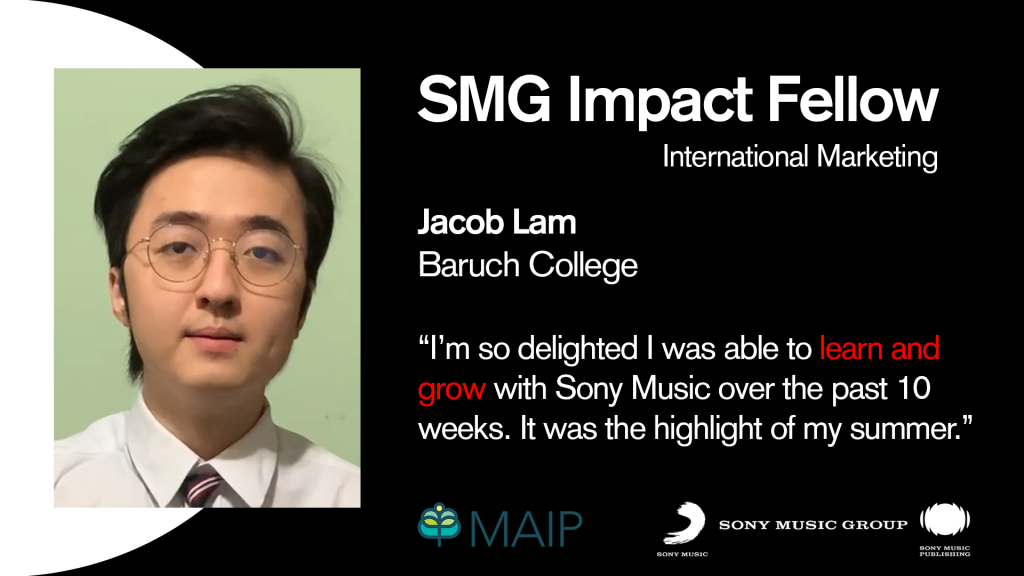 SMG Impact Fellow
International Marketing
Jacob Lam
Baruch College
“I’m so delighted I was able to learn and
grow with Sony Music over the past 10
weeks. It was the highlight of my summer.”
MAIP
SONY MUSIC
SONY MUSIC GROUP
SONY MUSIC
PUBLISHING